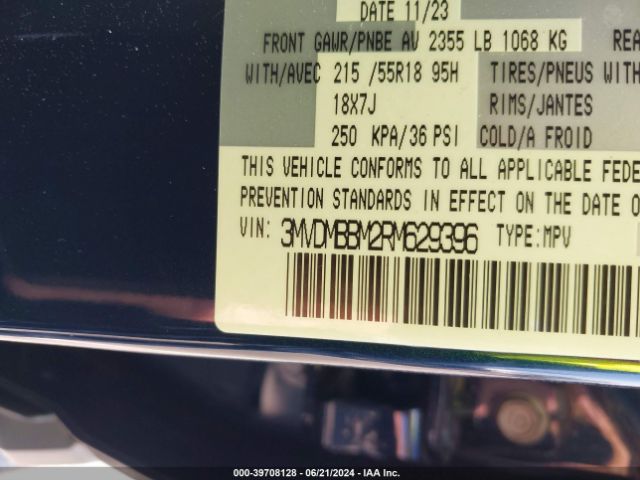 DATE 11/23
FRONT GAWR/PNBE AV 2355 LB 1068 KG REA
WITH/AVEC 215 /55R18 95H TIRES/PNEUS WITH/A
18X7J RIMS/JANTES
250 KPA/36 PSI COLD/A FROID
THIS VEHICLE CONFORMS TO ALL APPLICABLE FEDE
PREVENTION STANDARDS IN EFFECT ON THE DATE O
VIN: 3MVDMBBM2RM629396 TYPE:MPV
000-39708128 - 06/21/2024 - IAA Inc.